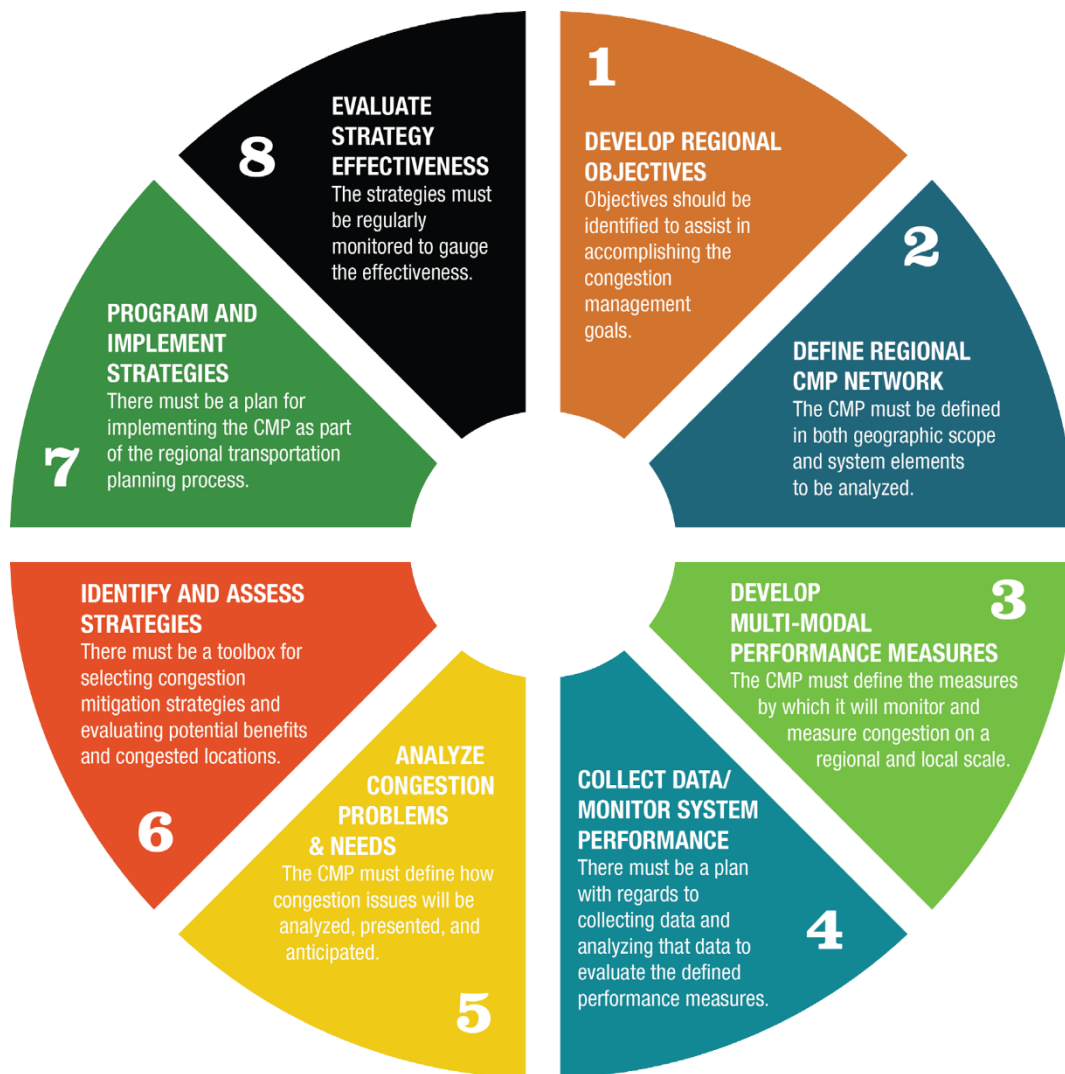 1
DEVELOP REGIONAL
OBJECTIVES
Objectives should be
identified to assist in
accomplishing the
congestion
management
goals.
2
DEFINE REGIONAL
CMP NETWORK
The CMP must be defined
in both geographic scope
and system elements
to be analyzed.
3
DEVELOP
MULTI-MODAL
PERFORMANCE MEASURES
The CMP must define the measures
by which it will monitor and
measure congestion on a
regional and local scale.
COLLECT DATA/
MONITOR SYSTEM
PERFORMANCE
There must be a plan
with regards to
collecting data and
analyzing that data to
evaluate the defined
performance measures.
4
ANALYZE
CONGESTION
PROBLEMS
& NEEDS
The CMP must define how
congestion issues will be
analyzed, presented, and
anticipated.
5
IDENTIFY AND ASSESS
STRATEGIES
There must be a toolbox for
selecting congestion
mitigation strategies and
evaluating potential benefits
and congested locations.
6
PROGRAM AND
IMPLEMENT
STRATEGIES
There must be a plan for
implementing the CMP as part
of the regional transportation
planning process.
7
EVALUATE
STRATEGY
EFFECTIVENESS
The strategies must
be regularly
monitored to gauge
the effectiveness.
8